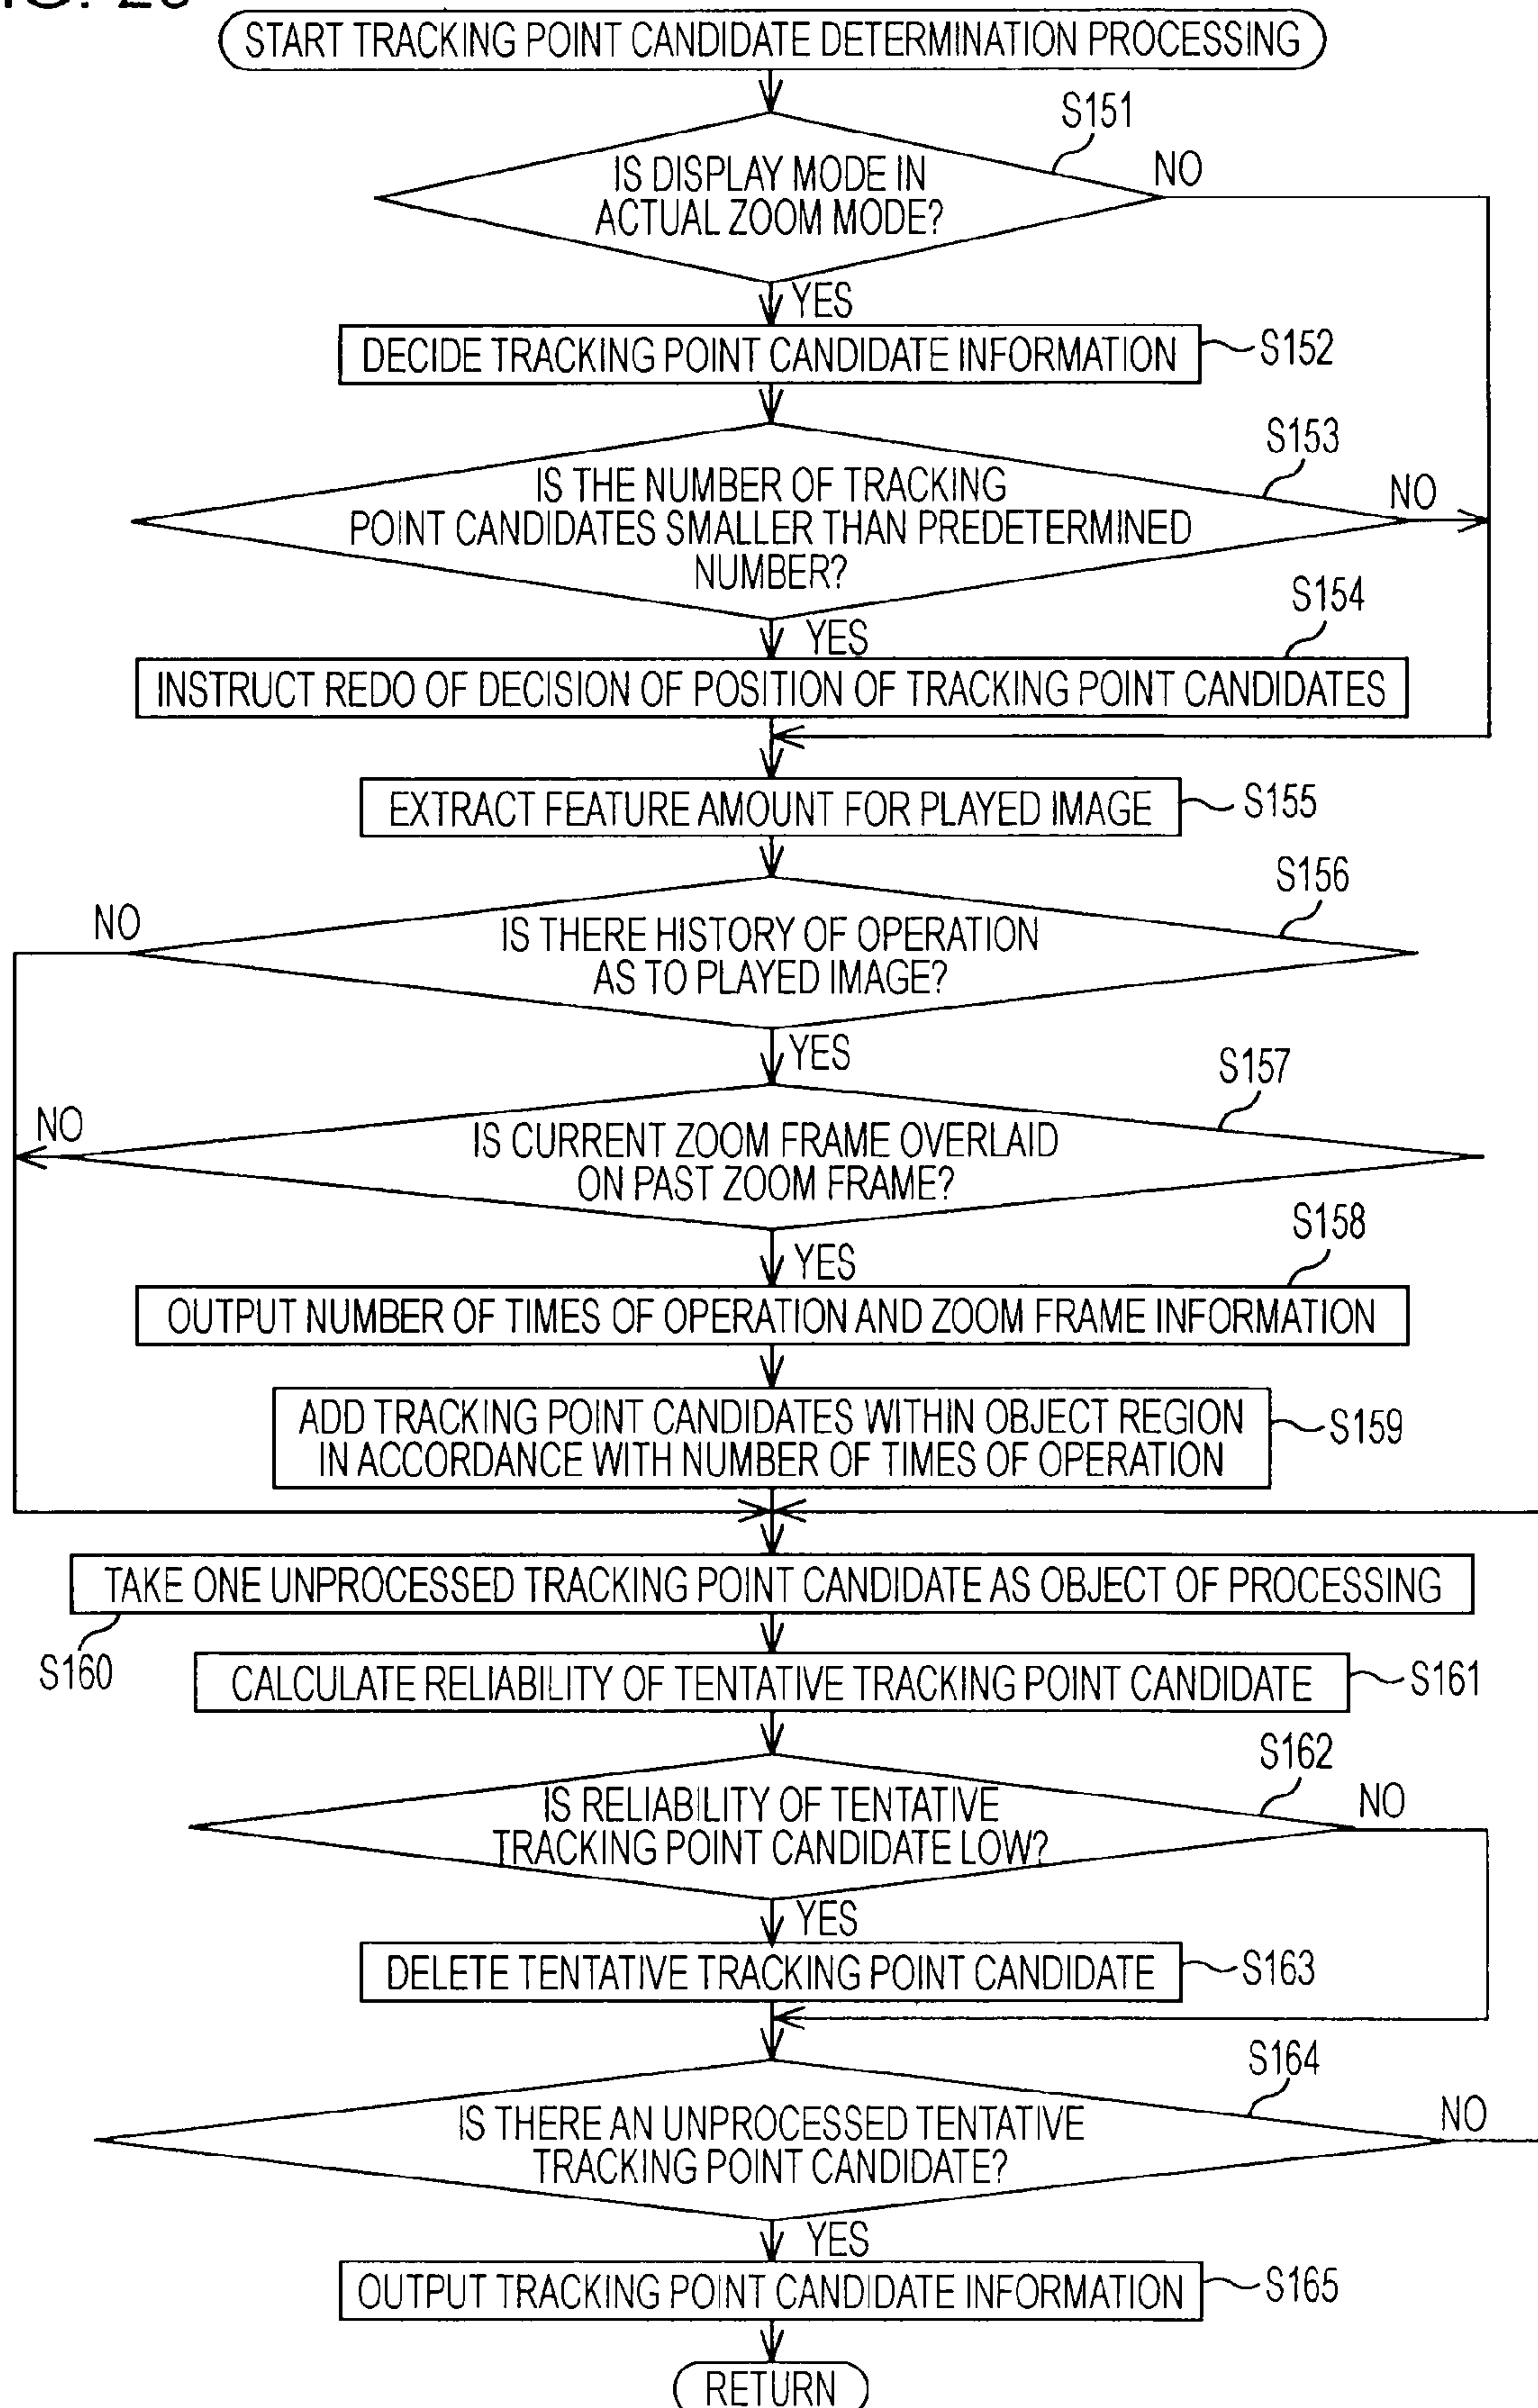 START TRACKING POINT CANDIDATE DETERMINATION PROCESSING
S151
IS DISPLAY MODE IN
ACTUAL ZOOM MODE?
NO
YES
DECIDE TRACKING POINT CANDIDATE INFORMATION
S152
S153
IS THE NUMBER OF TRACKING
POINT CANDIDATES SMALLER THAN PREDETERMINED
NUMBER?
NO
S154
YES
INSTRUCT REDO OF DECISION OF POSITION OF TRACKING POINT CANDIDATES
EXTRACT FEATURE AMOUNT FOR PLAYED IMAGE
S155
S156
NO
IS THERE HISTORY OF OPERATION
AS TO PLAYED IMAGE?
YES
S157
NO
IS CURRENT ZOOM FRAME OVERLAID
ON PAST ZOOM FRAME?
S158
YES
OUTPUT NUMBER OF TIMES OF OPERATION AND ZOOM FRAME INFORMATION
ADD TRACKING POINT CANDIDATES WITHIN OBJECT REGION
IN ACCORDANCE WITH NUMBER OF TIMES OF OPERATION
S159
TAKE ONE UNPROCESSED TRACKING POINT CANDIDATE AS OBJECT OF PROCESSING
S160
CALCULATE RELIABILITY OF TENTATIVE TRACKING POINT CANDIDATE
S161
S162
IS RELIABILITY OF TENTATIVE
TRACKING POINT CANDIDATE LOW?
NO
YES
DELETE TENTATIVE TRACKING POINT CANDIDATE
S163
S164
IS THERE AN UNPROCESSED TENTATIVE
TRACKING POINT CANDIDATE?
NO
YES
OUTPUT TRACKING POINT CANDIDATE INFORMATION
S165
RETURN